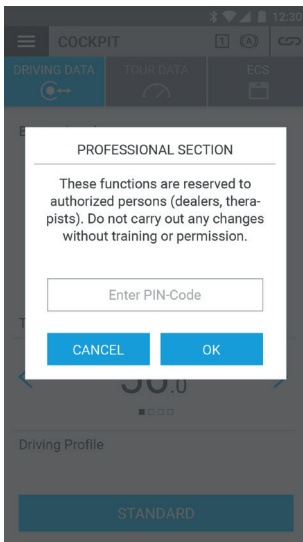 12:30
COCKPIT
1 (A)
DRIVING DATA TOUR DATA ECS
PROFESSIONAL SECTION
These functions are reserved to
authorized persons (dealers, thera-
pists). Do not carry out any changes
without training or permission.
Enter PIN-Code
CANCEL OK
.0
Driving Profile
STANDARD